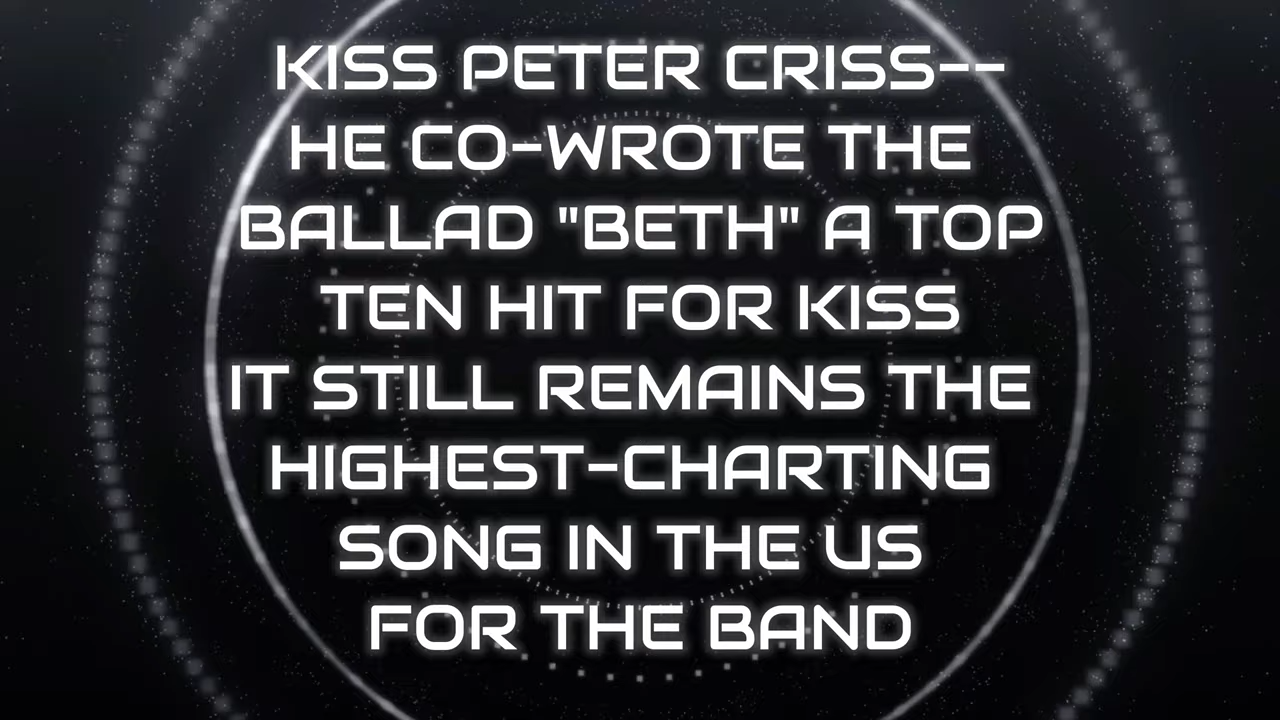 KISS PETER CRISS--
HE CO-WROTE THE
BALLAD "BETH" A TOP
TEN HIT FOR KISS
IT STILL REMAINS THE
HIGHEST-CHARTING
SONG IN THE US
FOR THE BAND